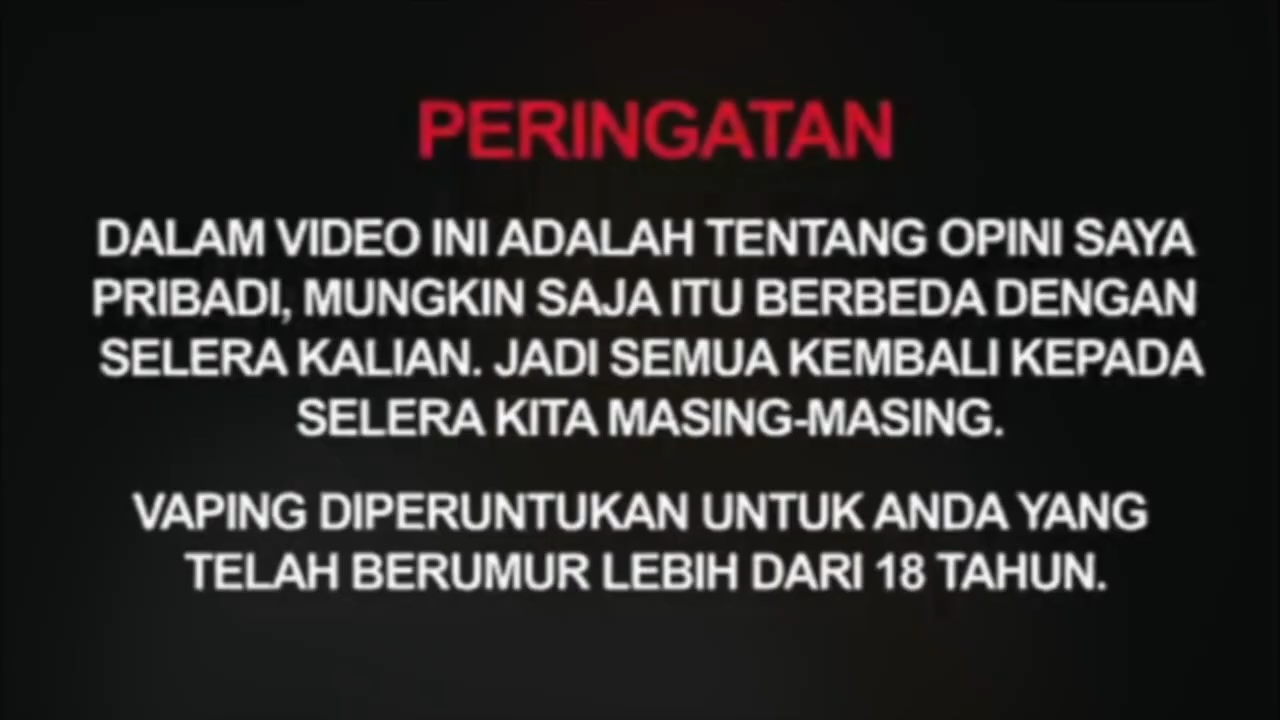 PERINGATAN
DALAM VIDEO INI ADALAH TENTANG OPINI SAYA
PRIBADI, MUNGKIN SAJA ITU BERBEDA DENGAN
SELERA KALIAN. JADI SEMUA KEMBALI KEPADA
SELERA KITA MASING-MASING.
VAPING DIPERUNTUKAN UNTUK ANDA YANG
TELAH BERUMUR LEBIH DARI 18 TAHUN.